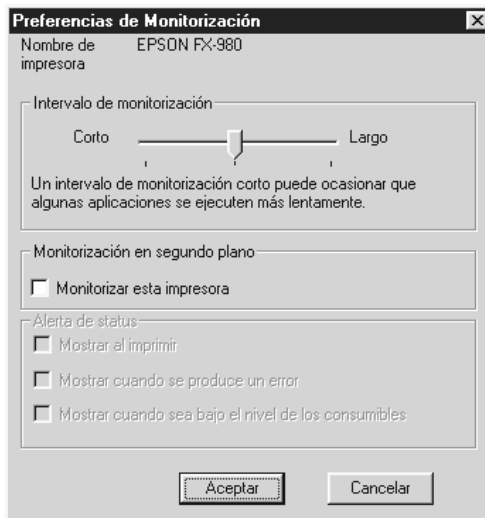 Preferencias de Monitorización
Nombre de EPSON FX-980
impresora
Intervalo de monitorización
Corto Largo
Un intervalo de monitorización corto puede ocasionar que
algunas aplicaciones se ejecuten más lentamente.
Monitorización en segundo plano
Monitorizar esta impresora
Alerta de status
Mostrar al imprimir
Mostrar cuando se produce un error
Mostrar cuando sea bajo el nivel de los consumibles
Aceptar Cancelar